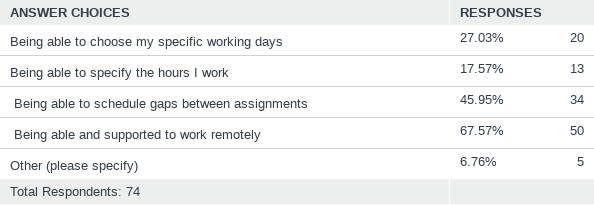 ANSWER CHOICES RESPONSES
Being able to choose my specific working days 27.03% 20
Being able to specify the hours I work 17.57% 13
Being able to schedule gaps between assignments 45.95% 34
Being able and supported to work remotely 67.57% 50
Other (please specify) 6.76% 5
Total Respondents: 74